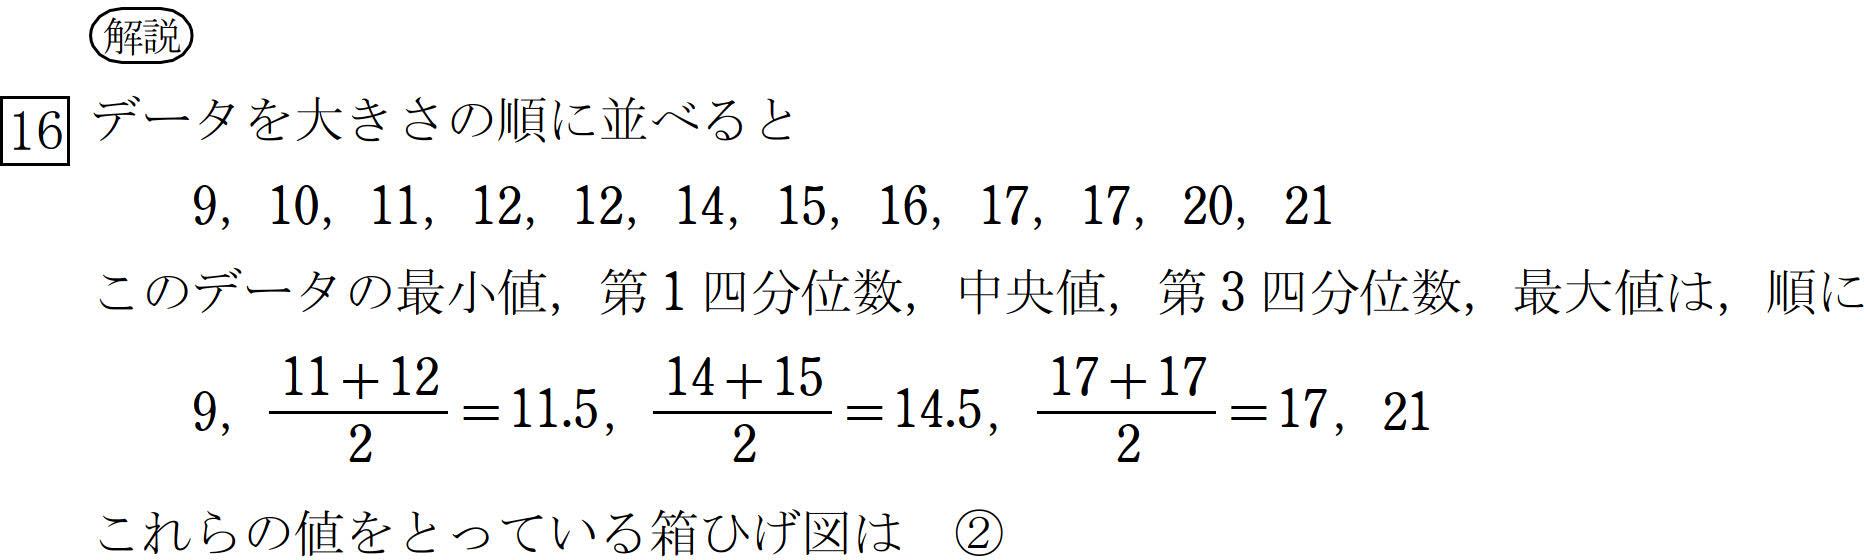 解説
16 データを大きさの順に並べると
9, 10, 11, 12, 12, 14, 15, 16, 17, 17, 20, 21
このデータの最小値, 第1四分位数, 中央値, 第3四分位数, 最大値は, 順に
9, \frac{11+12}{2}=11.5, \frac{14+15}{2}=14.5, \frac{17+17}{2}=17, 21
これらの値をとっている箱ひげ図は ②